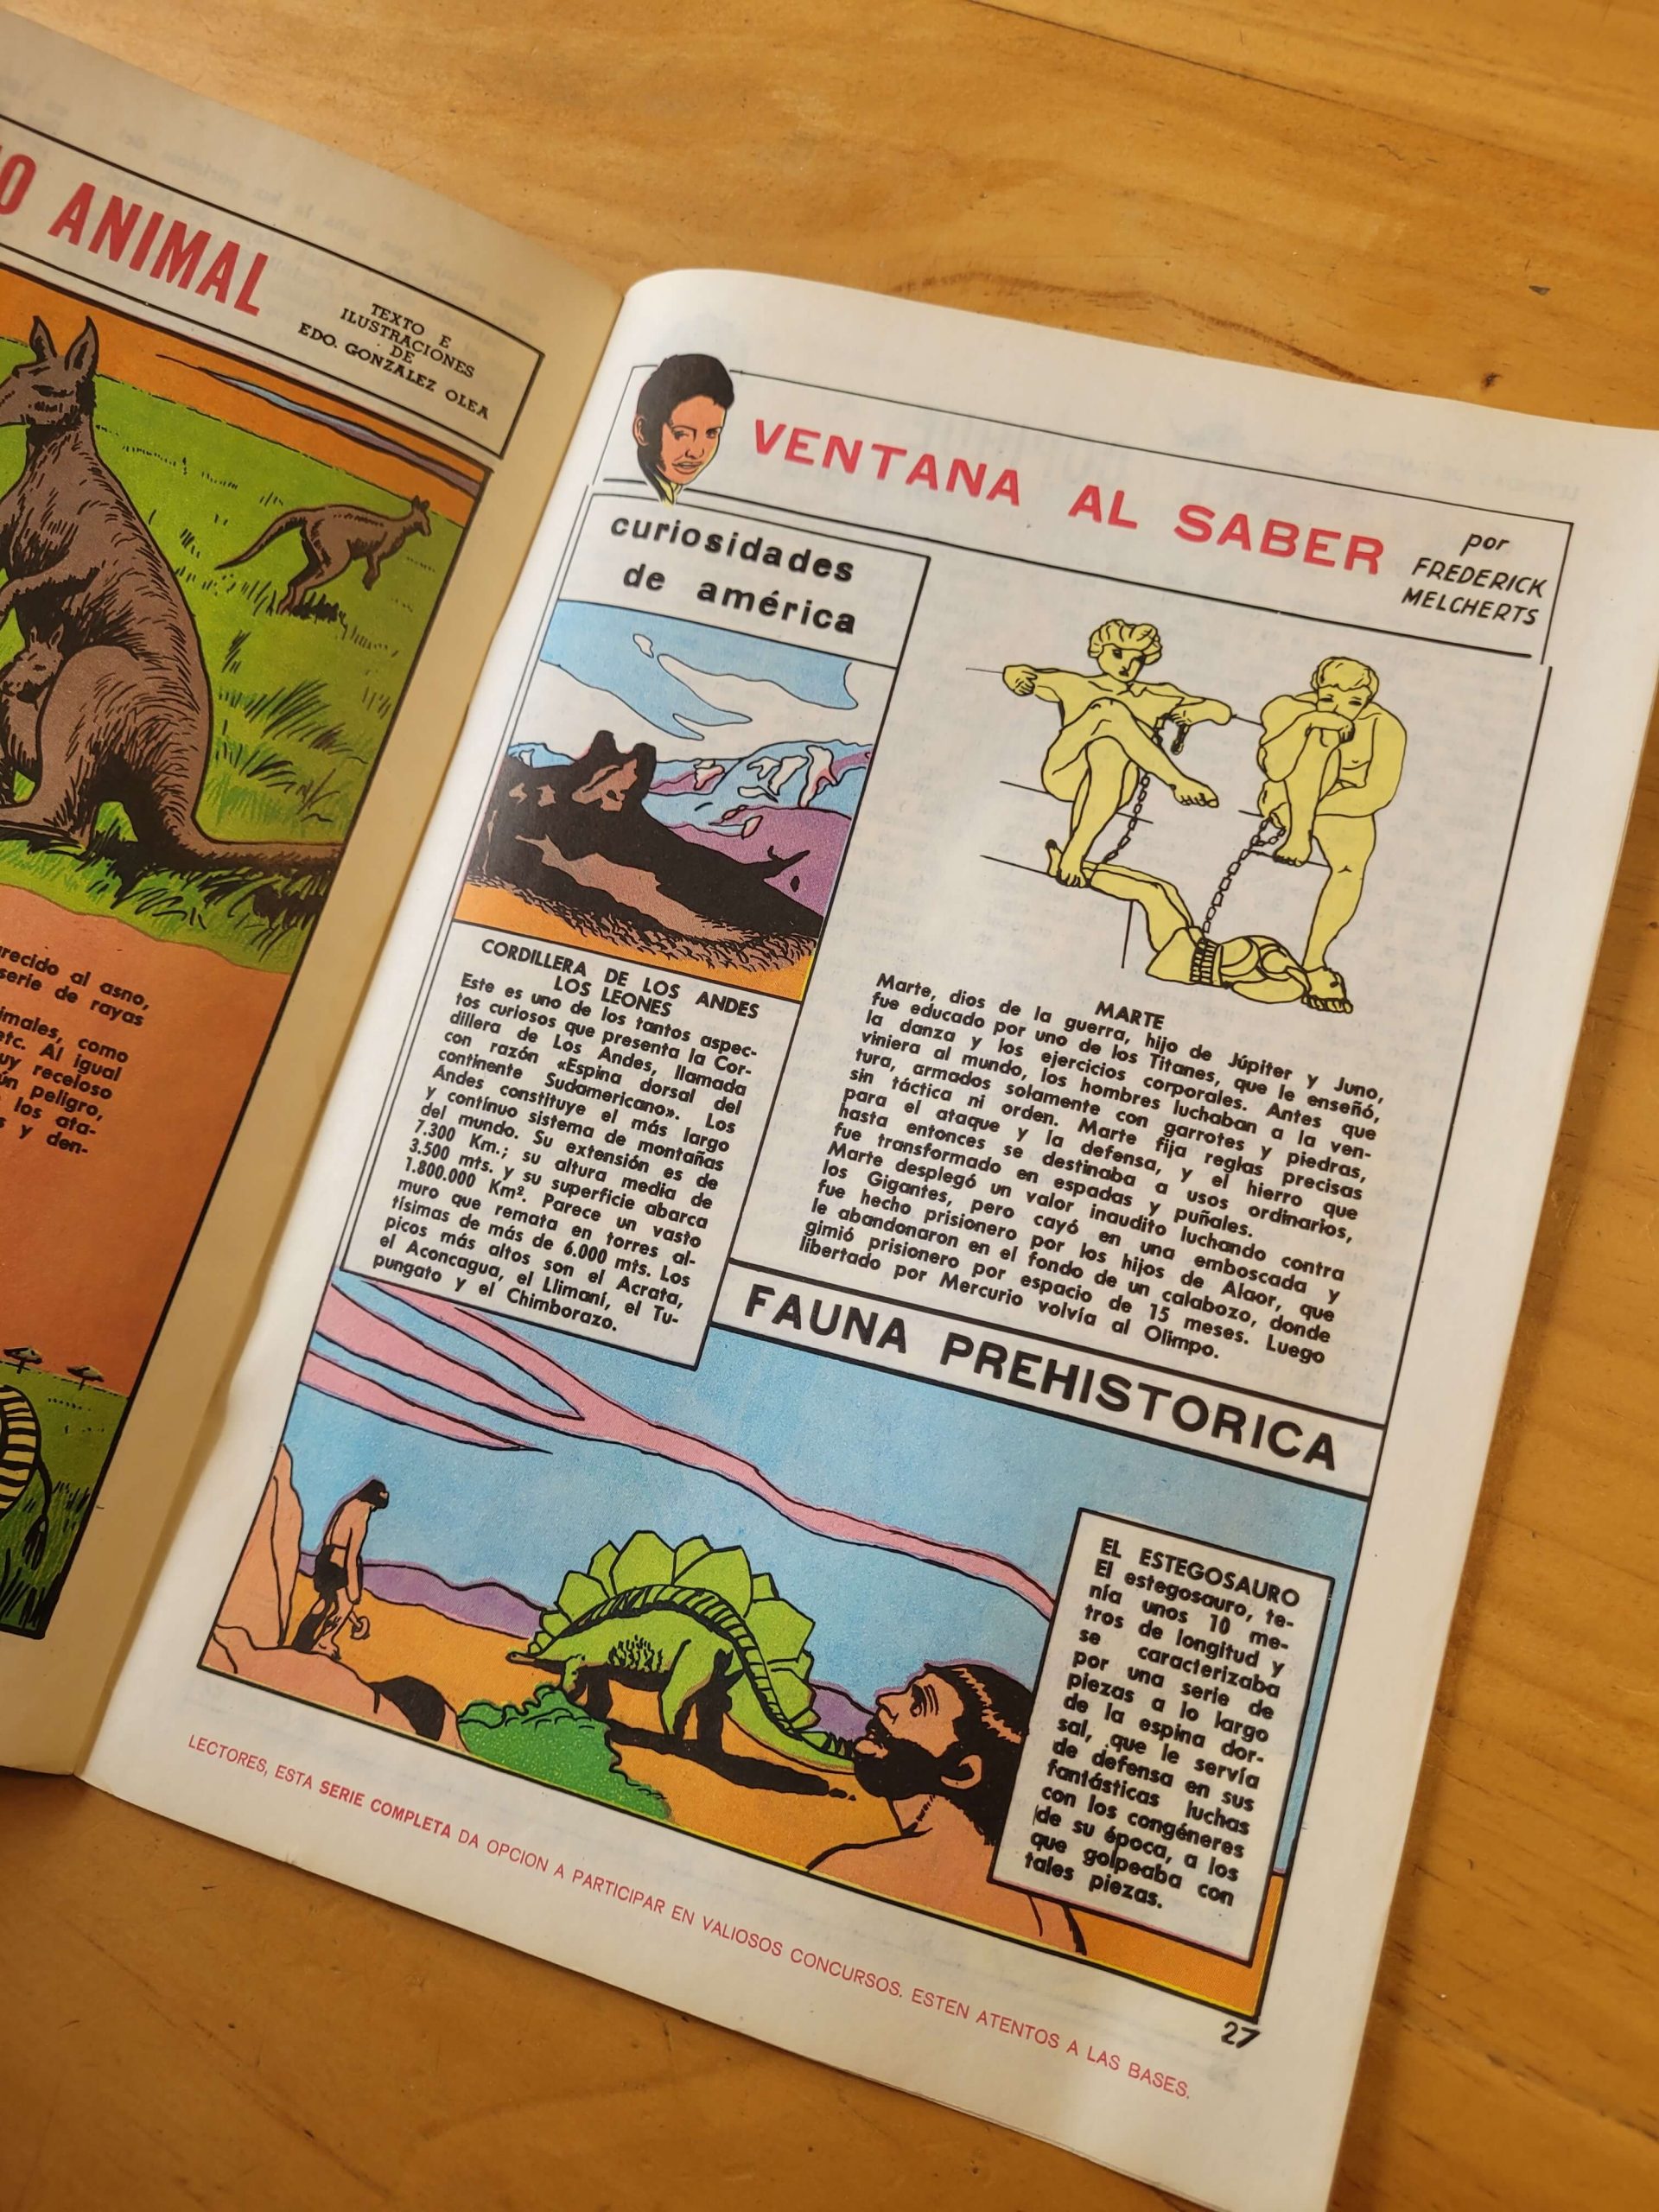 ANIMAL
TEXTO E
ILUSTRACIONES
DE
EDO. GONZALEZ OLEA
al asno,
serie de rayas
como
etc. Al igual
receloso
peligro,
los ata-
y den-
VENTANA AL SABER
por
FREDERICK
MELCHERTS
curiosidades
de américa
CORDILLERA DE LOS ANDES
LOS LEONES
Este es uno de los tantos aspec-
tos curiosos que presenta la Cor-
dillera de Los Andes, llamada
con razón «Espina dorsal del
continente Sudamericano». Los
Andes constituye el más largo
y contínuo sistema de montañas
del mundo. Su extensión es de
7.300 Km.; su altura media de
3.500 mts. y su superficie abarca
1.800.000 Km². Parece un vasto
muro que remata en torres al-
tísimas de más de 6.000 mts. Los
picos más altos son el Acrata,
el Aconcagua, el Llimaní, el Tu-
pungato y el Chimborazo.
MARTE
Marte, dios de la guerra, hijo de Júpiter y Juno,
fue educado por uno de los Titanes, que le enseñó,
la danza y los ejercicios corporales. Antes que
viniera al mundo, los hombres luchaban a la ven-
tura, armados solamente con garrotes y piedras,
sin táctica ni orden. Marte fija reglas precisas
para el ataque y la defensa, y el hierro que
hasta entonces se destinaba a usos ordinarios,
fue transformado en espadas y puñales.
Marte desplegó un valor inaudito luchando contra
los Gigantes, pero cayó en una emboscada y
fue hecho prisionero por los hijos de Alaor, que
le abandonaron en el fondo de un calabozo, donde
gimió prisionero por espacio de 15 meses. Luego
libertado por Mercurio volvía al Olimpo.
FAUNA PREHISTORICA
EL ESTEGOSAURO
El estegosauro, te-
nía unos 10 me-
tros de longitud y
se caracterizaba
por una serie de
piezas a lo largo
de la espina dor-
sal, que le servía
de defensa en sus
fantásticas luchas
con los congéneres
de su época, a los
que golpeaba con
tales piezas.
LECTORES, ESTA SERIE COMPLETA DA OPCION A PARTICIPAR EN VALIOSOS CONCURSOS. ESTEN ATENTOS A LAS BASES.
27